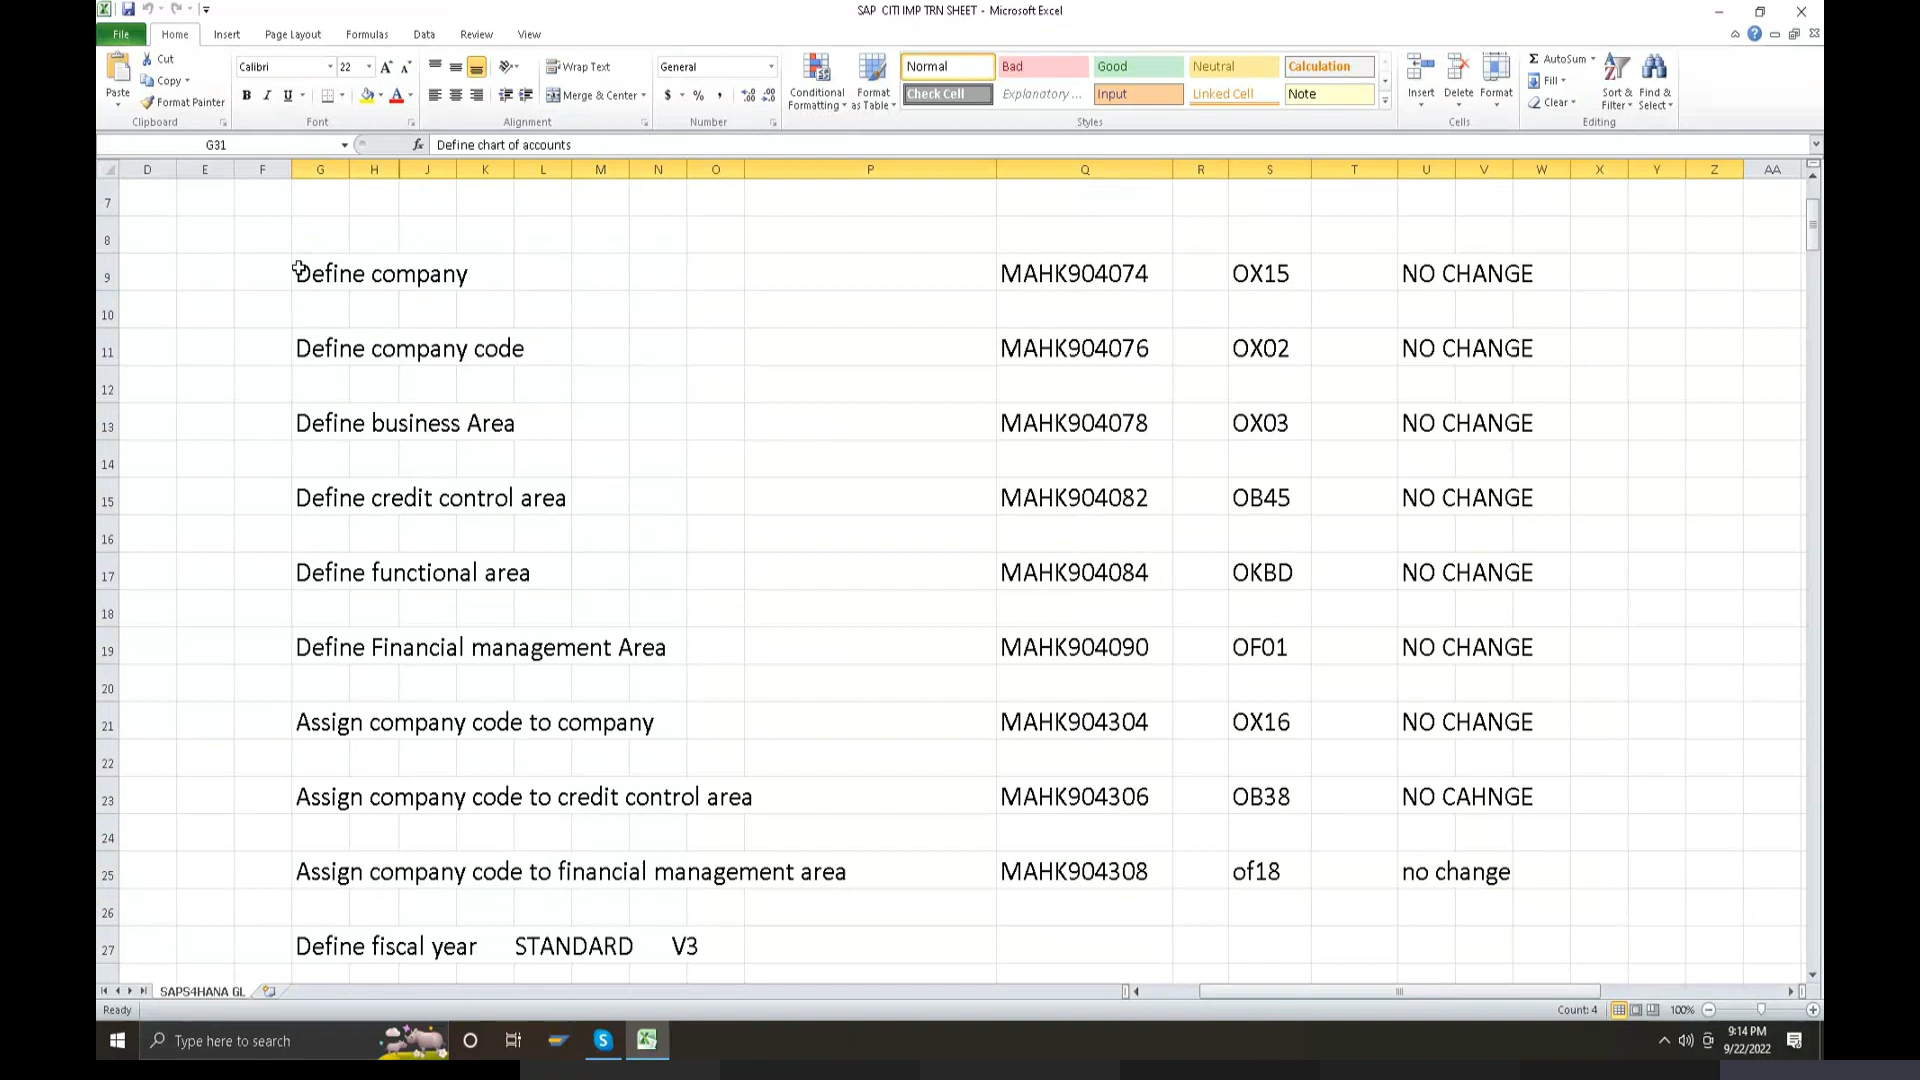 SAP CITI IMP TRN SHEET - Microsoft Excel
File Home Insert Page Layout Formulas Data Review View
Cut
Copy
Format Painter
Paste
Clipboard
Calibri 22
Font
Wrap Text
Merge & Center
Alignment
General
Number
Conditional Formatting
Format as Table
Normal Bad Good Neutral Calculation
Check Cell Explanatory ... Input Linked Cell Note
Styles
Insert Delete Format
Cells
AutoSum
Fill
Clear
Sort & Filter
Find & Select
Editing
G31 fx Define chart of accounts
D E F G H J K L M N O P Q R S T U V W X Y Z AA
7
8
9 Define company MAHK904074 OX15 NO CHANGE
10
11 Define company code MAHK904076 OX02 NO CHANGE
12
13 Define business Area MAHK904078 OX03 NO CHANGE
14
15 Define credit control area MAHK904082 OB45 NO CHANGE
16
17 Define functional area MAHK904084 OKBD NO CHANGE
18
19 Define Financial management Area MAHK904090 OF01 NO CHANGE
20
21 Assign company code to company MAHK904304 OX16 NO CHANGE
22
23 Assign company code to credit control area MAHK904306 OB38 NO CAHNGE
24
25 Assign company code to financial management area MAHK904308 of18 no change
26
27 Define fiscal year STANDARD V3
SAPS4HANA GL
Ready Count: 4 100%
Type here to search
9:14 PM
9/22/2022